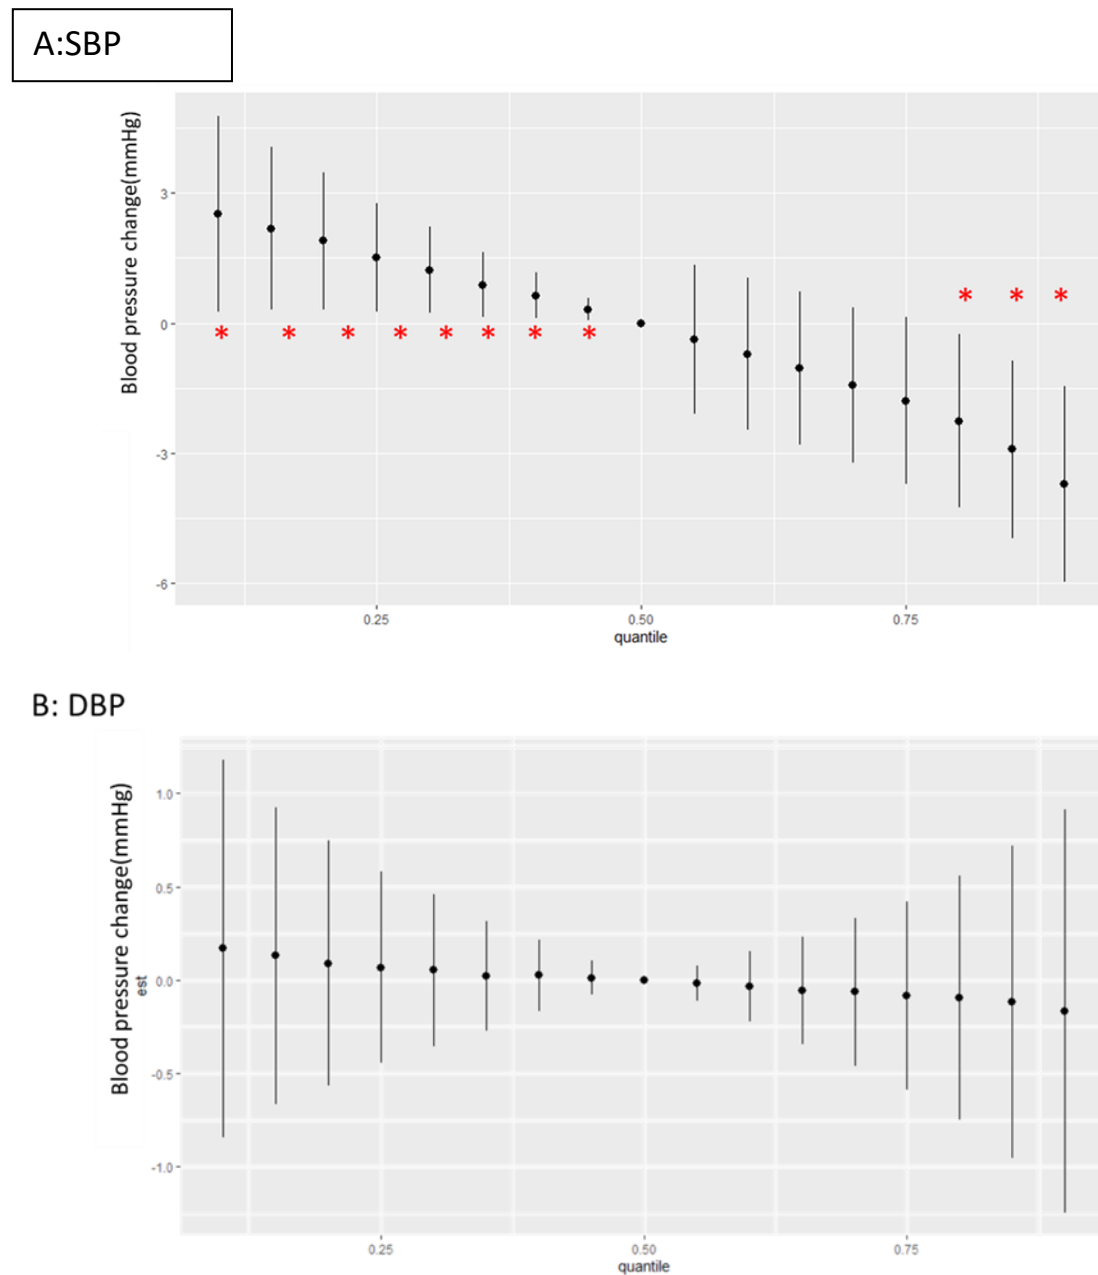 A:SBP
Blood pressure change(mmHg)
3
0
-3
-6
* * * * * * * *
* * *
0.25 0.50 0.75
quantile
B: DBP
Blood pressure change(mmHg)
est
1.0
0.5
0.0
-0.5
-1.0
0.25 0.50 0.75
quantile